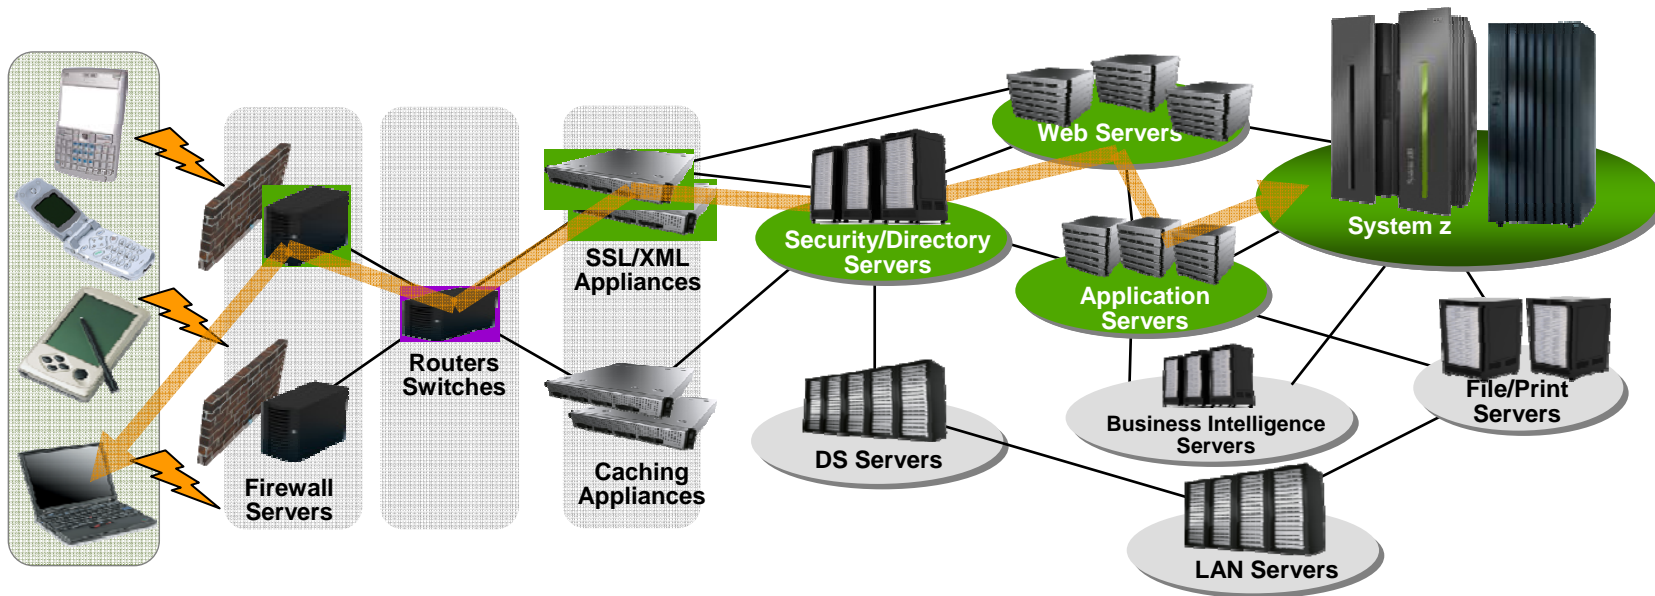 Firewall
Servers
Routers
Switches
SSL/XML
Appliances
Caching
Appliances
Security/Directory
Servers
DS Servers
Web Servers
Application
Servers
Business Intelligence
Servers
LAN Servers
System z
File/Print
Servers